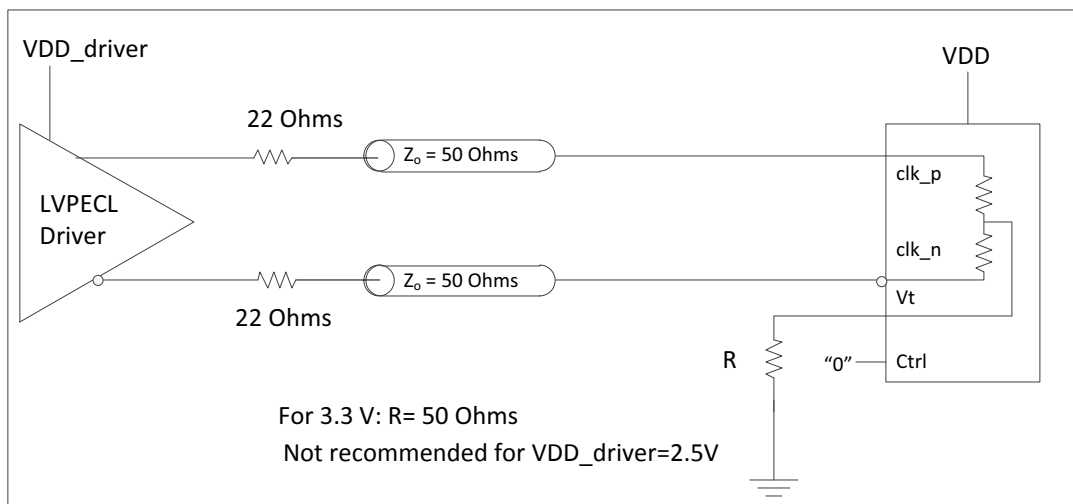 VDD_driver
VDD
22 Ohms
Zo = 50 Ohms
clk_p
LVPECL
Driver
clk_n
Zo = 50 Ohms
Vt
22 Ohms
R
“0”
Ctrl
For 3.3 V: R= 50 Ohms
Not recommended for VDD_driver=2.5V